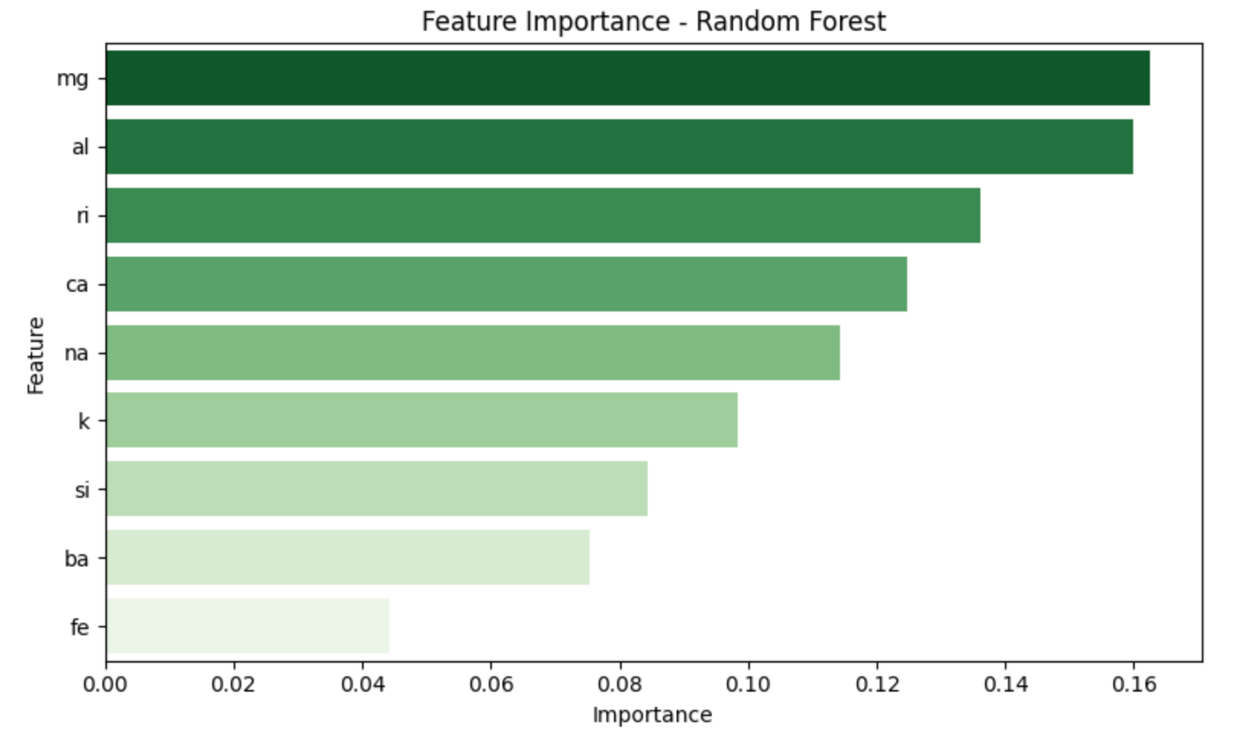 Feature Importance - Random Forest
Feature
mg
al
ri
ca
na
k
si
ba
fe
0.00 0.02 0.04 0.06 0.08 0.10 0.12 0.14 0.16
Importance